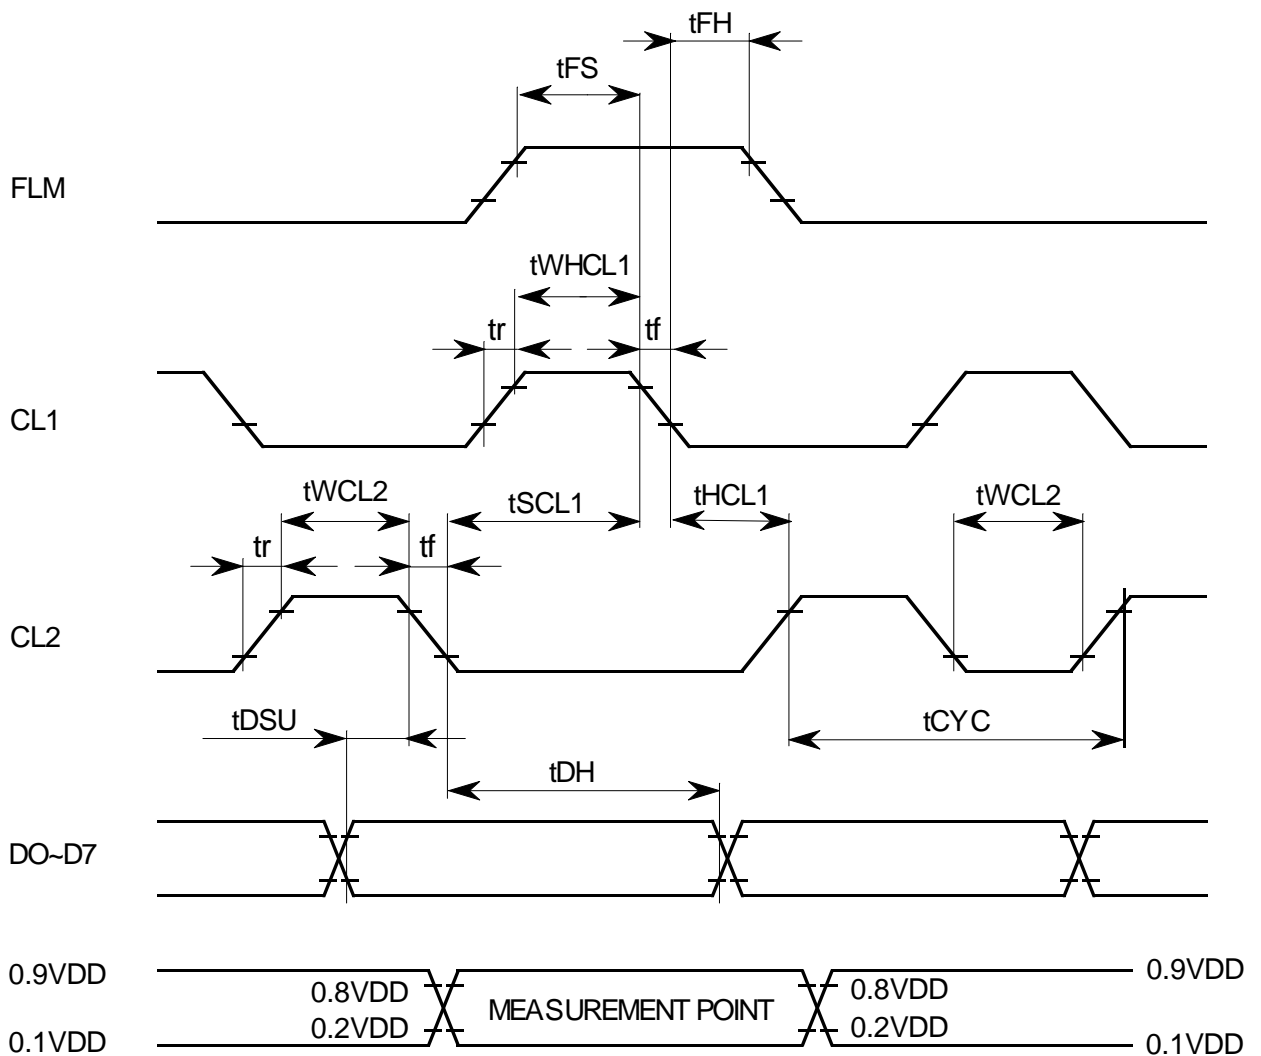 tFH
tFS
FLM
tWHCL1
tr
tf
CL1
tWCL2
tSCL1
tHCL1
tWCL2
tr
tf
CL2
tDSU
tCYC
tDH
DO~D7
0.9VDD
0.9VDD
0.8VDD
0.8VDD
MEASUREMENT POINT
0.2VDD
0.2VDD
0.1VDD
0.1VDD